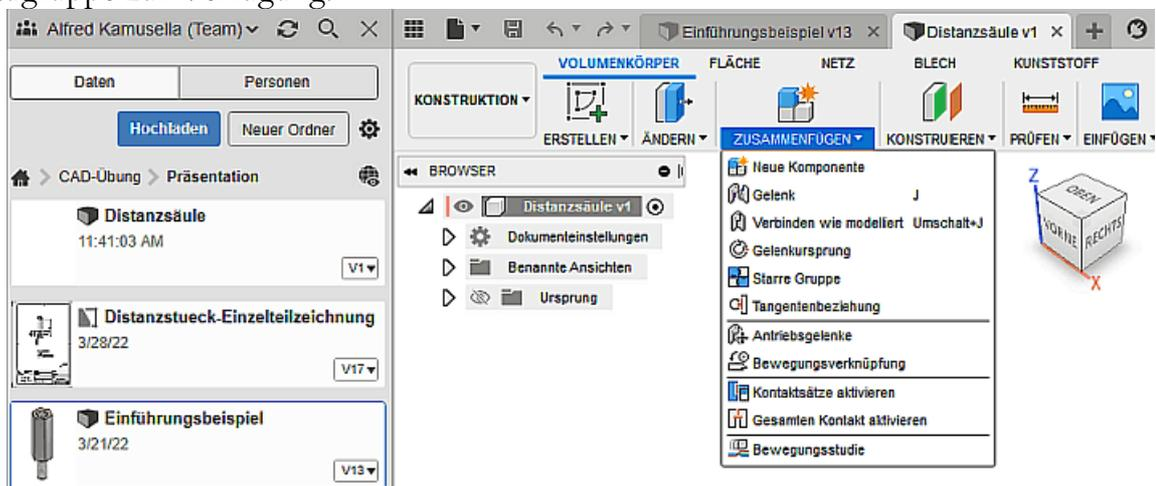 Alfred Kamusella (Team)
Einführungsbeispiel v13
Distanzsäule v1
Daten
Personen
Hochladen
Neuer Ordner
CAD-Übung > Präsentation
Distanzsäule
11:41:03 AM
V1
Distanzstueck-Einzelteilzeichnung
3/28/22
V17
Einführungsbeispiel
3/21/22
V13
VOLUMENKÖRPER FLÄCHE NETZ BLECH KUNSTSTOFF
KONSTRUKTION
ERSTELLEN ÄNDERN ZUSAMMENFÜGEN KONSTRUIEREN PRÜFEN EINFÜGEN
BROWSER
Distanzsäule v1
Dokumenteinstellungen
Benannte Ansichten
Ursprung
Neue Komponente
Gelenk J
Verbinden wie modelliert Umschalt+J
Gelenkursprung
Starre Gruppe
Tangentenbeziehung
Antriebsgelenke
Bewegungsverknüpfung
Kontaktsätze aktivieren
Gesamten Kontakt aktivieren
Bewegungsstudie
Z
OBEN
VORNE
RECHTS
X